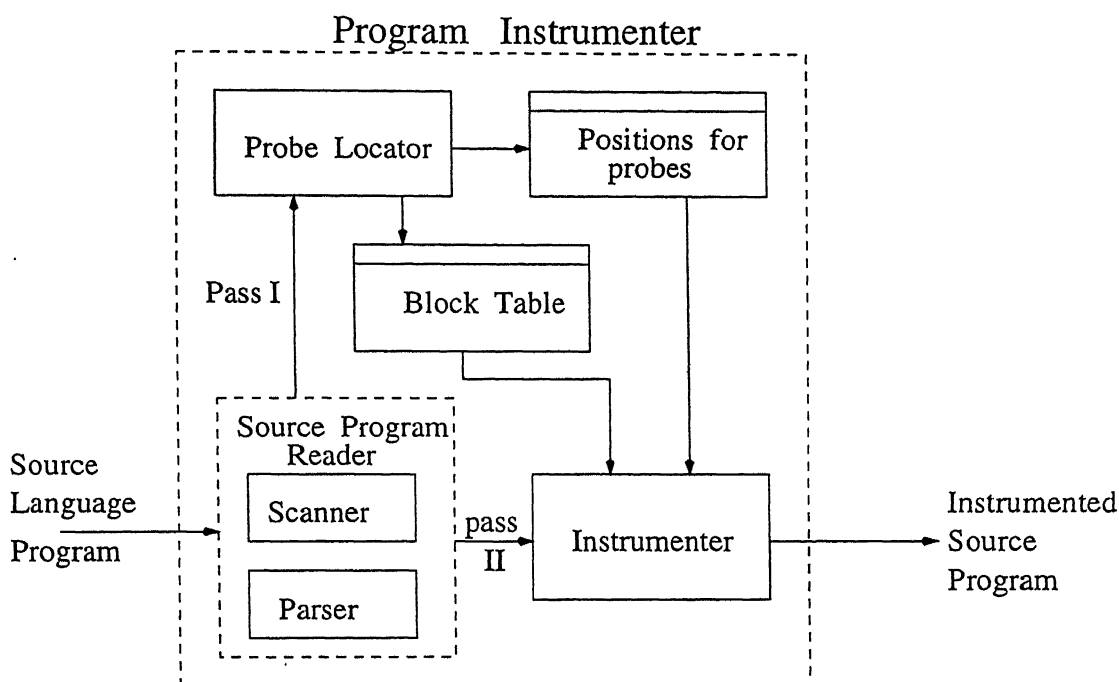 Program Instrumenter
Probe Locator
Positions for
probes
Pass I
Block Table
Source Program
Reader
Scanner
Parser
Source
Language
Program
pass
II
Instrumenter
Instrumented
Source
Program